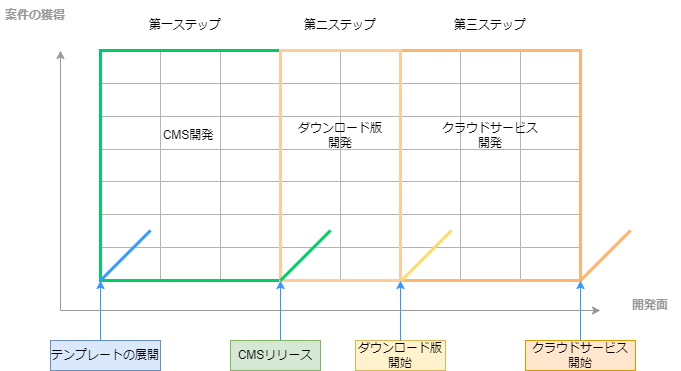 案件の獲得
第一ステップ
第二ステップ
第三ステップ
CMS開発
ダウンロード版
開発
クラウドサービス
開発
開発面
テンプレートの展開
CMSリリース
ダウンロード版
開始
クラウドサービス
開始